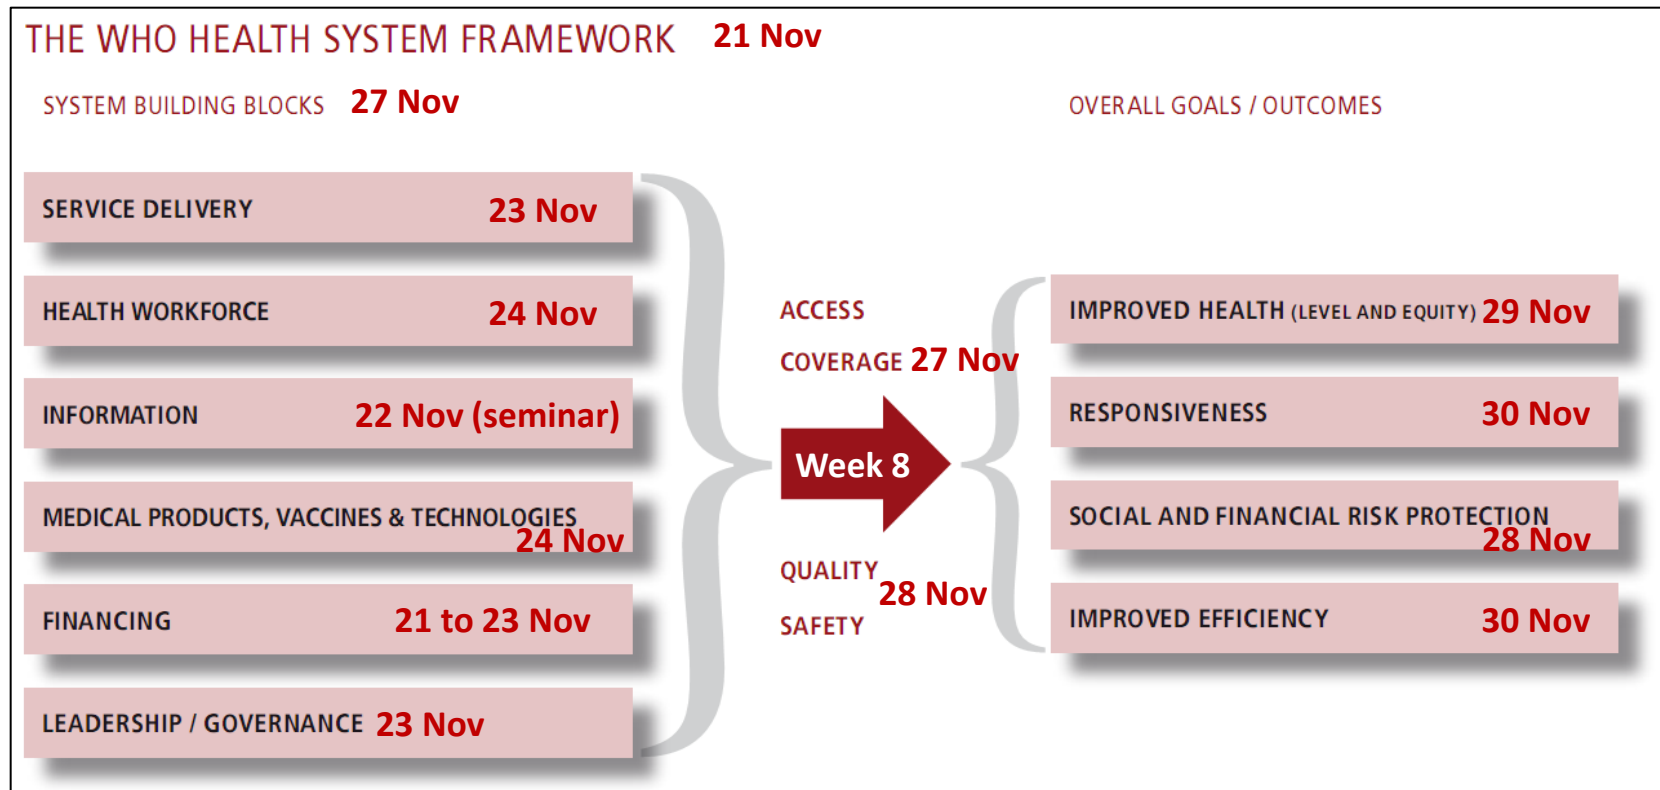 THE WHO HEALTH SYSTEM FRAMEWORK 21 Nov
SYSTEM BUILDING BLOCKS 27 Nov
OVERALL GOALS / OUTCOMES
SERVICE DELIVERY 23 Nov
HEALTH WORKFORCE 24 Nov
INFORMATION 22 Nov (seminar)
MEDICAL PRODUCTS, VACCINES & TECHNOLOGIES
24 Nov
FINANCING 21 to 23 Nov
LEADERSHIP / GOVERNANCE 23 Nov
ACCESS
COVERAGE 27 Nov
Week 8
QUALITY
28 Nov
SAFETY
IMPROVED HEALTH (LEVEL AND EQUITY) 29 Nov
RESPONSIVENESS 30 Nov
SOCIAL AND FINANCIAL RISK PROTECTION
28 Nov
IMPROVED EFFICIENCY 30 Nov